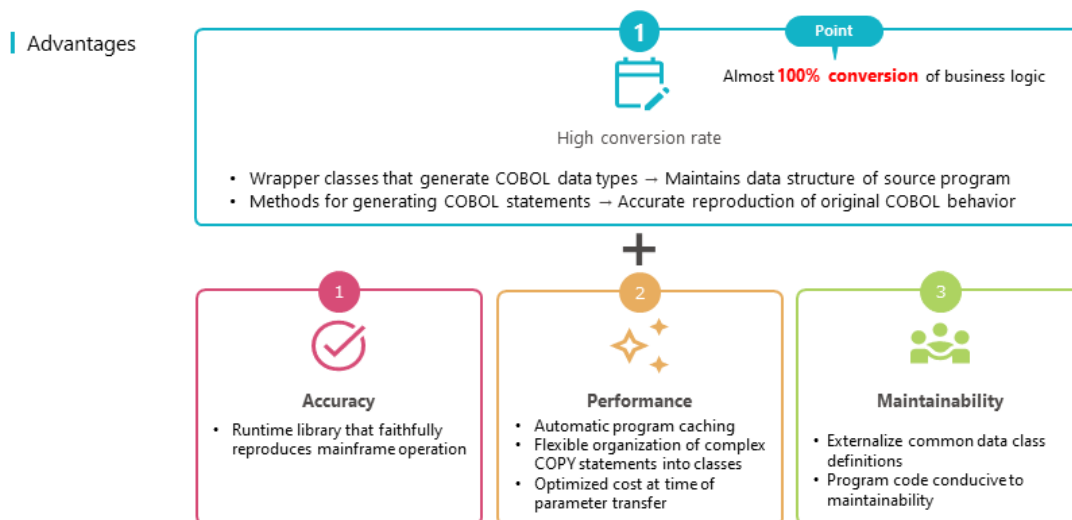 Advantages
1
Point
Almost 100% conversion of business logic
High conversion rate
• Wrapper classes that generate COBOL data types → Maintains data structure of source program
• Methods for generating COBOL statements → Accurate reproduction of original COBOL behavior
+
1
Accuracy
• Runtime library that faithfully
reproduces mainframe operation
2
Performance
• Automatic program caching
• Flexible organization of complex
COPY statements into classes
• Optimized cost at time of
parameter transfer
3
Maintainability
• Externalize common data class
definitions
• Program code conducive to
maintainability